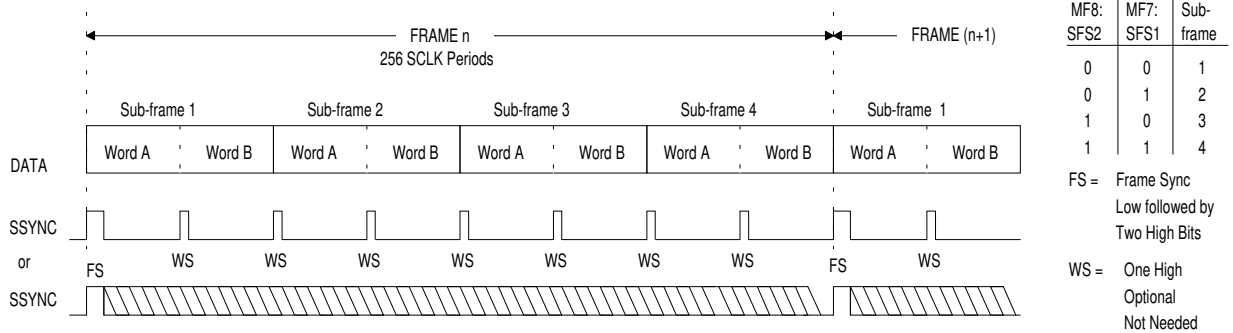 FRAME n
FRAME (n+1)
256 SCLK Periods
Sub-frame 1 Sub-frame 2 Sub-frame 3 Sub-frame 4 Sub-frame 1
DATA Word A Word B Word A Word B Word A Word B Word A Word B Word A Word B
SSYNC
or FS WS WS WS WS WS WS WS FS WS
SSYNC
MF8: MF7: Sub-
SFS2 SFS1 frame
0 0 1
0 1 2
1 0 3
1 1 4
FS = Frame Sync
Low followed by
Two High Bits
WS = One High
Optional
Not Needed